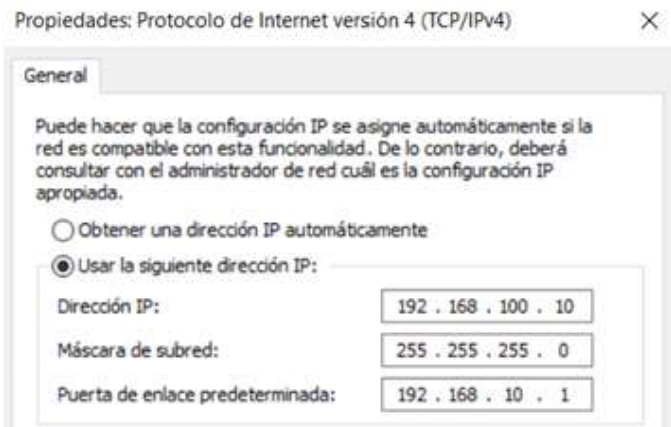 Propiedades: Protocolo de Internet versión 4 (TCP/IPv4)
General
Puede hacer que la configuración IP se asigne automáticamente si la
red es compatible con esta funcionalidad. De lo contrario, deberá
consultar con el administrador de red cuál es la configuración IP
apropiada.
Obtener una dirección IP automáticamente
Usar la siguiente dirección IP:
Dirección IP: 192 . 168 . 100 . 10
Máscara de subred: 255 . 255 . 255 . 0
Puerta de enlace predeterminada: 192 . 168 . 10 . 1